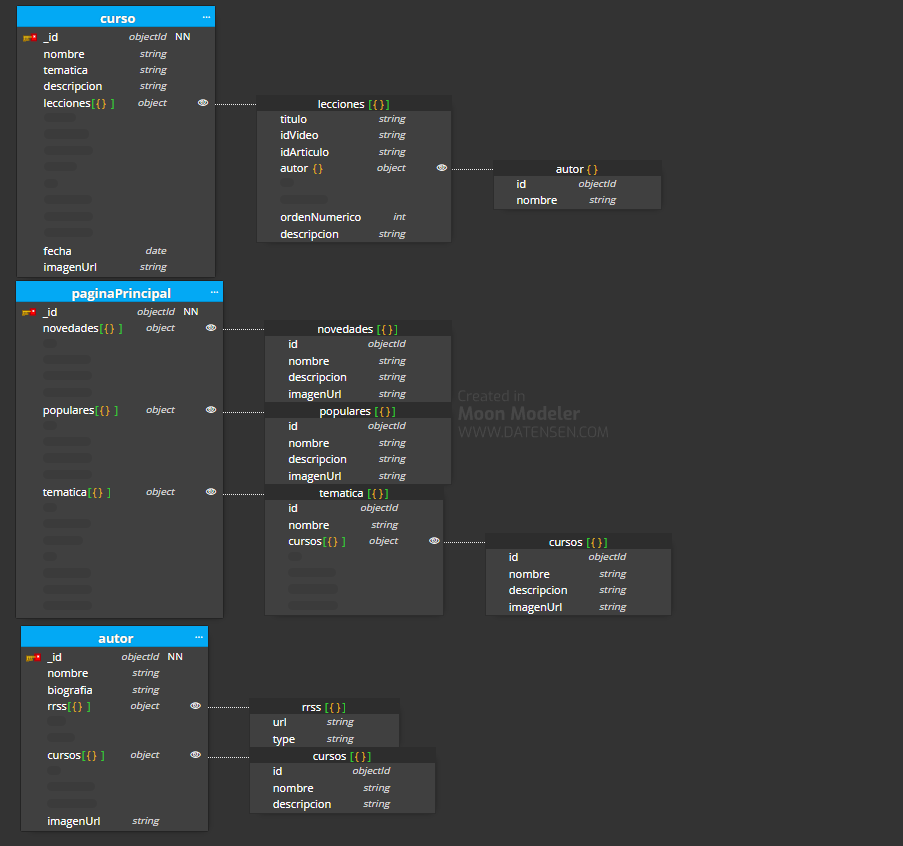 curso ...
_id objectId NN
nombre string
tematica string
descripcion string
lecciones[{} ] object
fecha date
imagenUrl string
lecciones [{}]
titulo string
idVideo string
idArticulo string
autor {} object
ordenNumerico int
descripcion string
autor {}
id objectId
nombre string
paginaPrincipal ...
_id objectId NN
novedades[{} ] object
populares[{} ] object
tematica[{} ] object
novedades [{}]
id objectId
nombre string
descripcion string
imagenUrl string
populares [{}]
id objectId
nombre string
descripcion string
imagenUrl string
tematica [{}]
id objectId
nombre string
cursos[{} ] object
cursos [{}]
id objectId
nombre string
descripcion string
imagenUrl string
Created in
Moon Modeler
WWW.DATENSEN.COM
autor ...
_id objectId NN
nombre string
biografia string
rrss[{} ] object
cursos[{} ] object
imagenUrl string
rrss [{}]
url string
type string
cursos [{}]
id objectId
nombre string
descripcion string